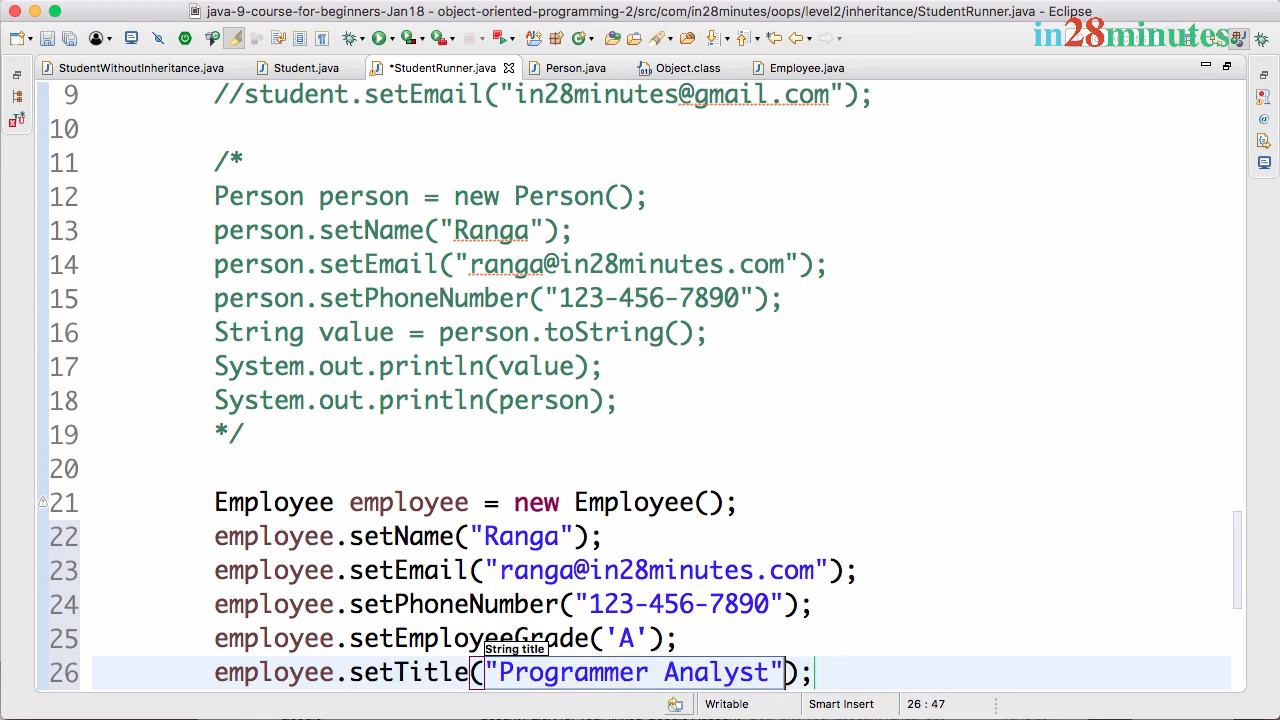 java-9-course-for-beginners-Jan18 - object-oriented-programming-2/src/com/in28minutes/oops/level2/inheritance/StudentRunner.java - Eclipse
in28minutes
StudentWithoutInheritance.java Student.java *StudentRunner.java Person.java Object.class Employee.java
9 //student.setEmail("in28minutes@gmail.com");
10
11 /*
12 Person person = new Person();
13 person.setName("Ranga");
14 person.setEmail("ranga@in28minutes.com");
15 person.setPhoneNumber("123-456-7890");
16 String value = person.toString();
17 System.out.println(value);
18 System.out.println(person);
19 */
20
21 Employee employee = new Employee();
22 employee.setName("Ranga");
23 employee.setEmail("ranga@in28minutes.com");
24 employee.setPhoneNumber("123-456-7890");
25 employee.setEmployeeGrade('A');
String title
26 employee.setTitle("Programmer Analyst");
Writable Smart Insert 26 : 47